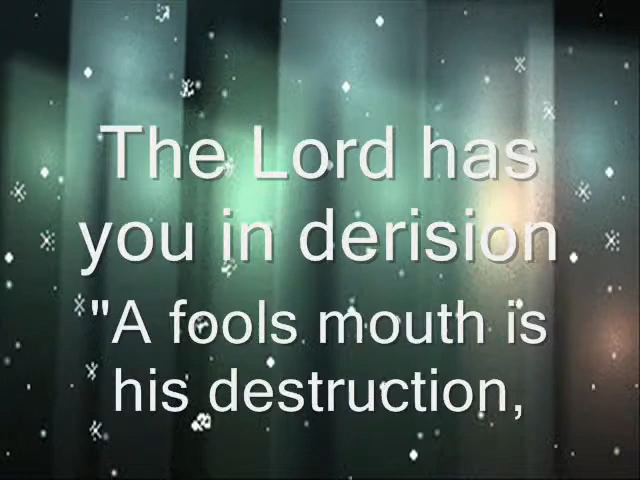 The Lord has
you in derision
"A fools mouth is
his destruction,